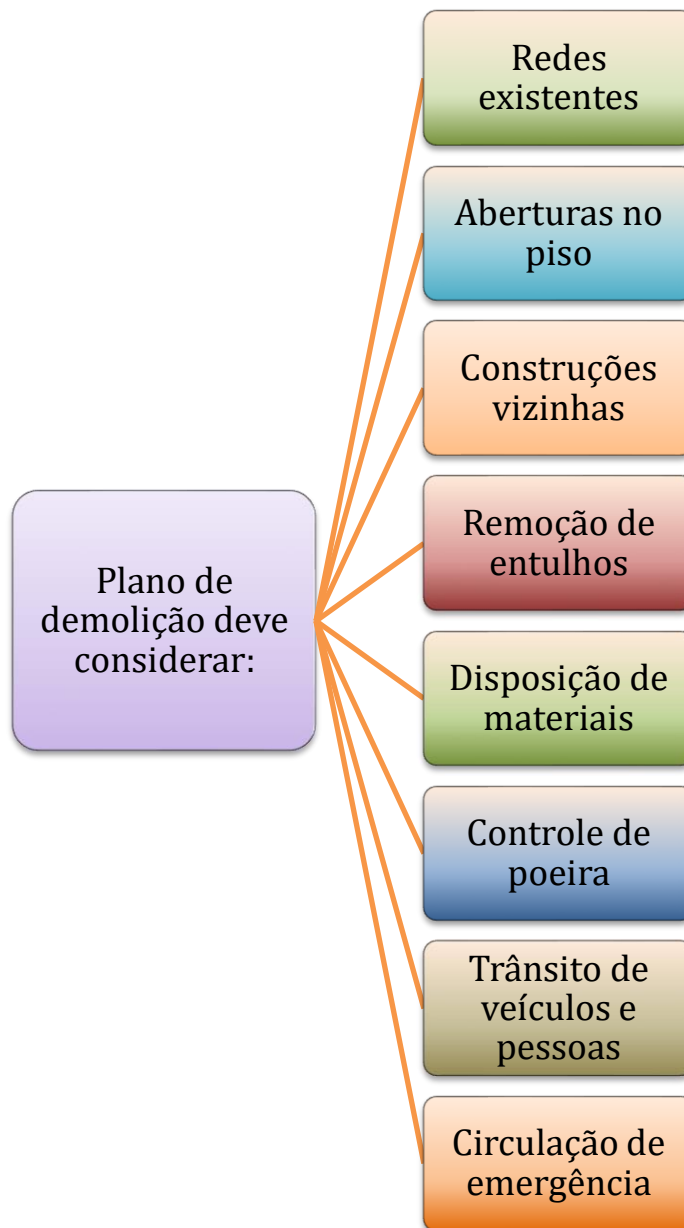 Plano de
demolição deve
considerar:
Redes
existentes
Aberturas no
piso
Construções
vizinhas
Remoção de
entulhos
Disposição de
materiais
Controle de
poeira
Trânsito de
veículos e
pessoas
Circulação de
emergência